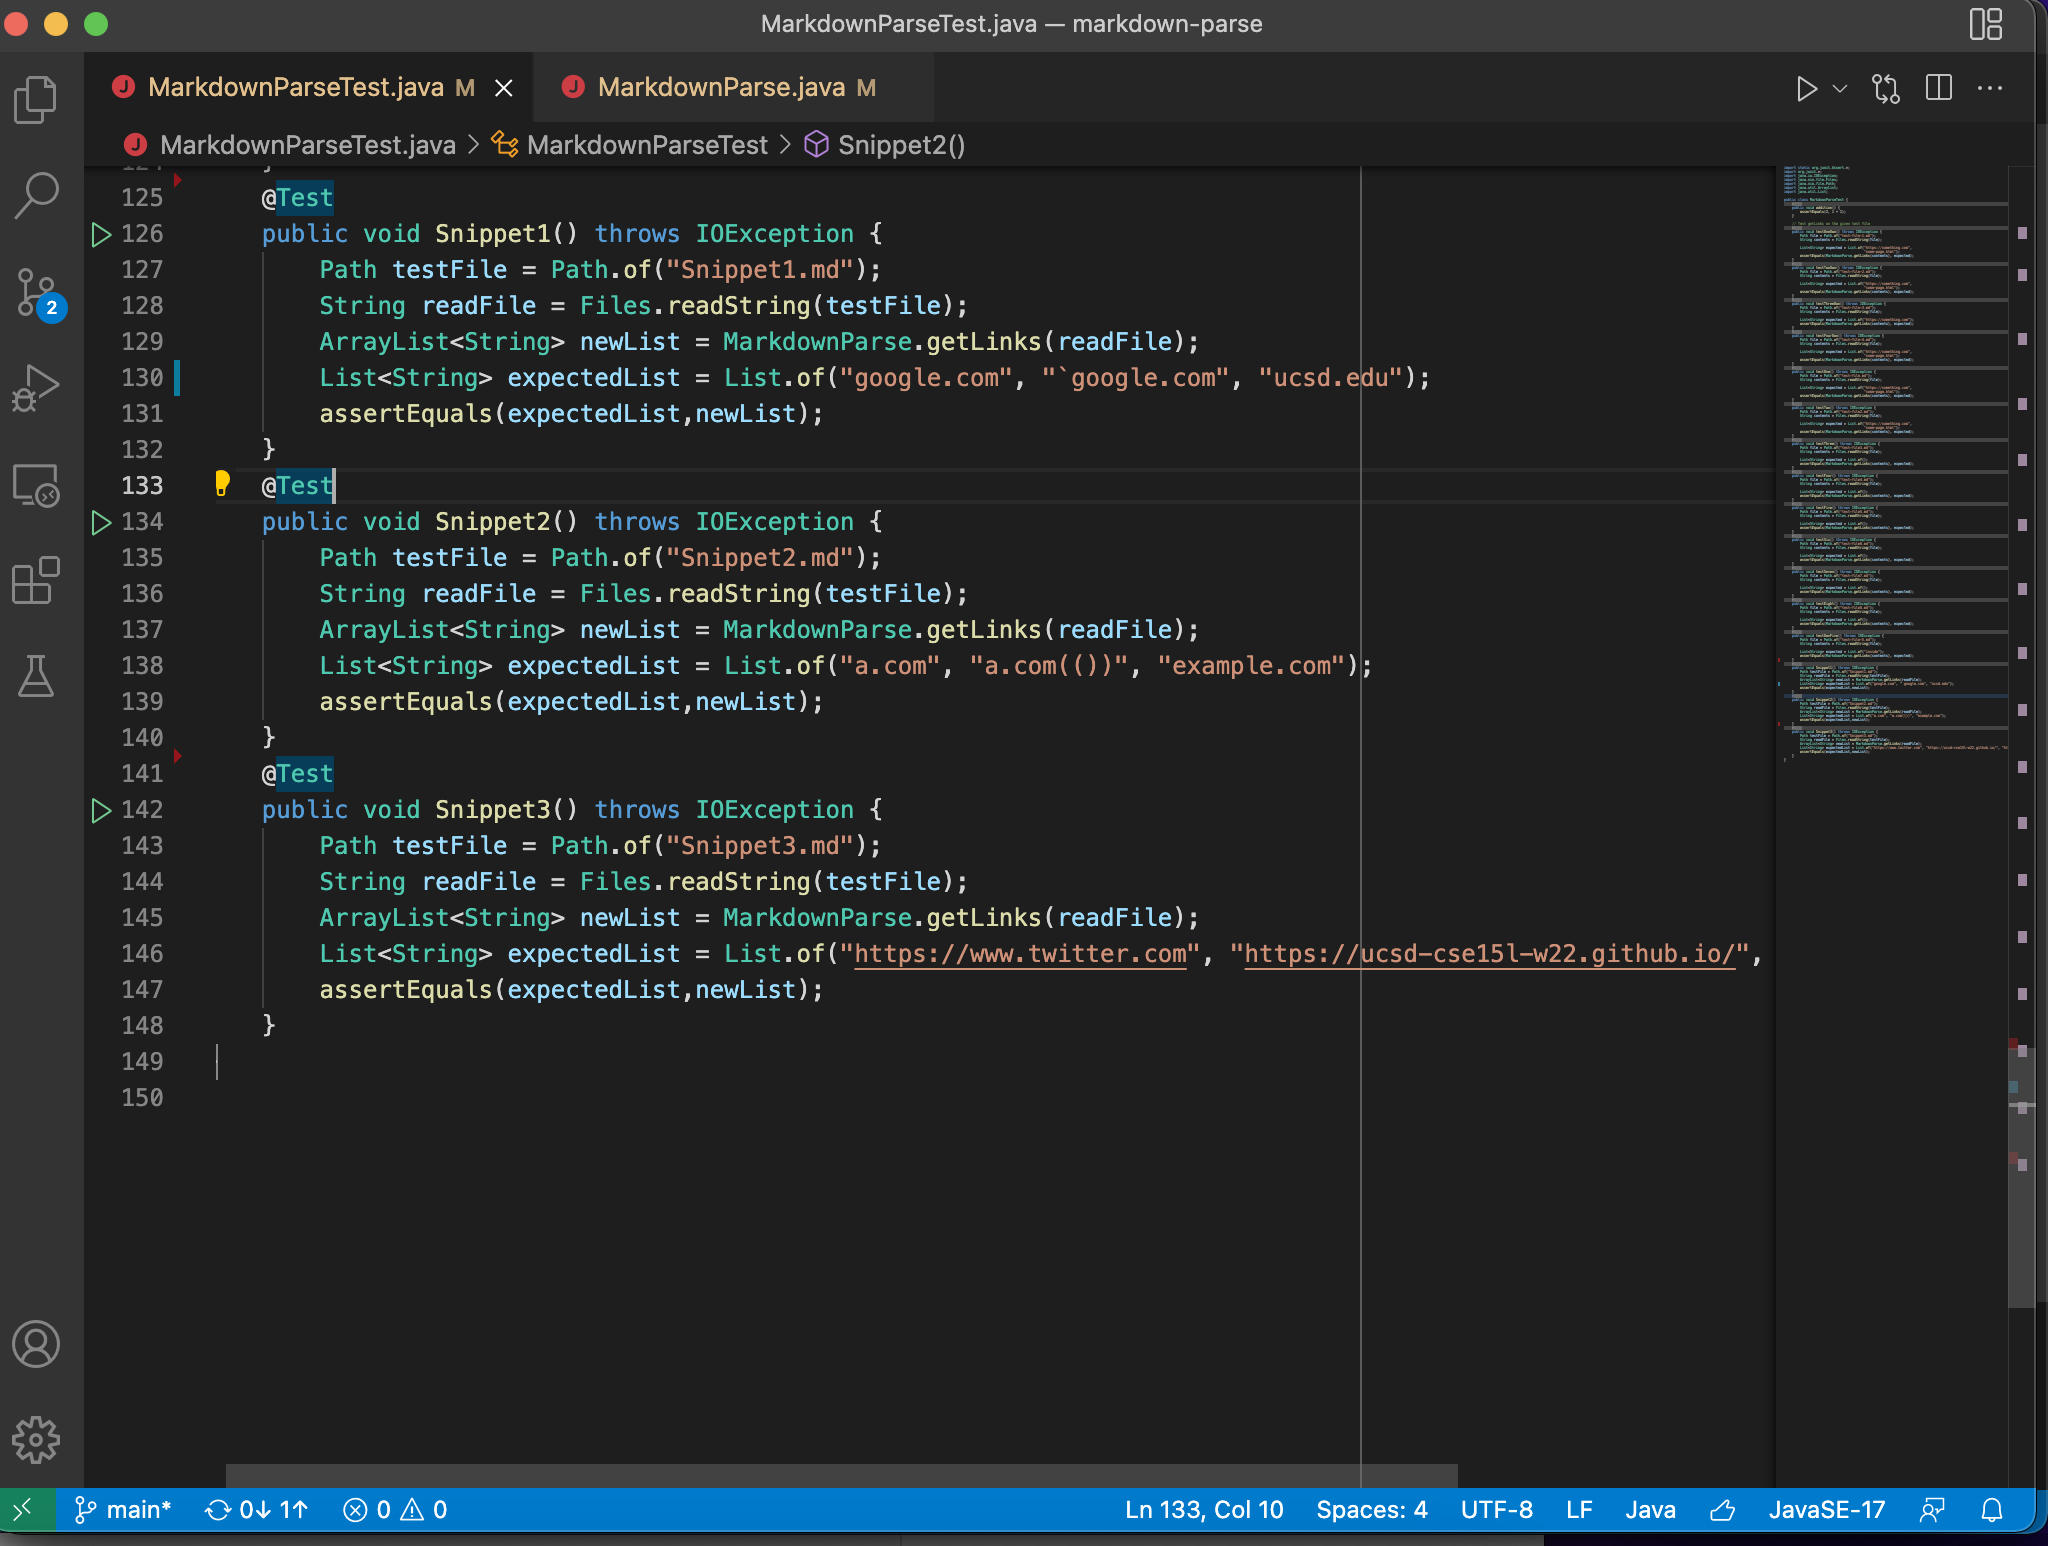 MarkdownParseTest.java — markdown-parse
MarkdownParseTest.java M MarkdownParse.java M
MarkdownParseTest.java > MarkdownParseTest > Snippet2()
125 @Test
126 public void Snippet1() throws IOException {
127 Path testFile = Path.of("Snippet1.md");
128 String readFile = Files.readString(testFile);
129 ArrayList<String> newList = MarkdownParse.getLinks(readFile);
130 List<String> expectedList = List.of("google.com", "`google.com", "ucsd.edu");
131 assertEquals(expectedList,newList);
132 }
133 @Test
134 public void Snippet2() throws IOException {
135 Path testFile = Path.of("Snippet2.md");
136 String readFile = Files.readString(testFile);
137 ArrayList<String> newList = MarkdownParse.getLinks(readFile);
138 List<String> expectedList = List.of("a.com", "a.com(())", "example.com");
139 assertEquals(expectedList,newList);
140 }
141 @Test
142 public void Snippet3() throws IOException {
143 Path testFile = Path.of("Snippet3.md");
144 String readFile = Files.readString(testFile);
145 ArrayList<String> newList = MarkdownParse.getLinks(readFile);
146 List<String> expectedList = List.of("https://www.twitter.com", "https://ucsd-cse15l-w22.github.io/",
147 assertEquals(expectedList,newList);
148 }
149
150
2
main* 0↓ 1↑ 0 0 Ln 133, Col 10 Spaces: 4 UTF-8 LF Java JavaSE-17